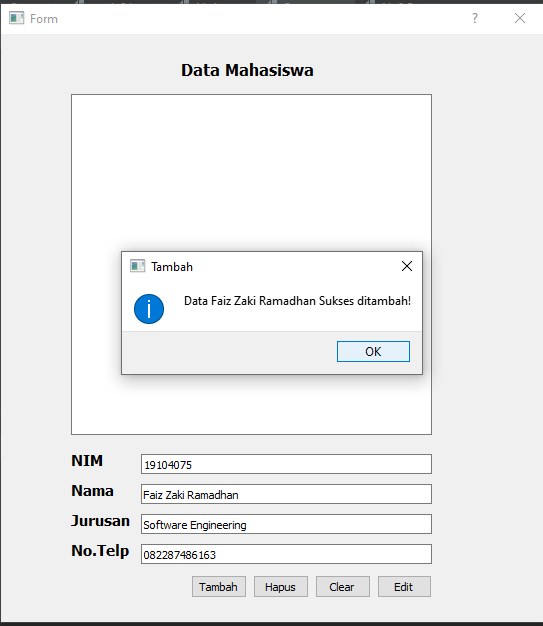 Form
Data Mahasiswa
Tambah
Data Faiz Zaki Ramadhan Sukses ditambah!
OK
NIM 19104075
Nama Faiz Zaki Ramadhan
Jurusan Software Engineering
No.Telp 082287486163
Tambah Hapus Clear Edit